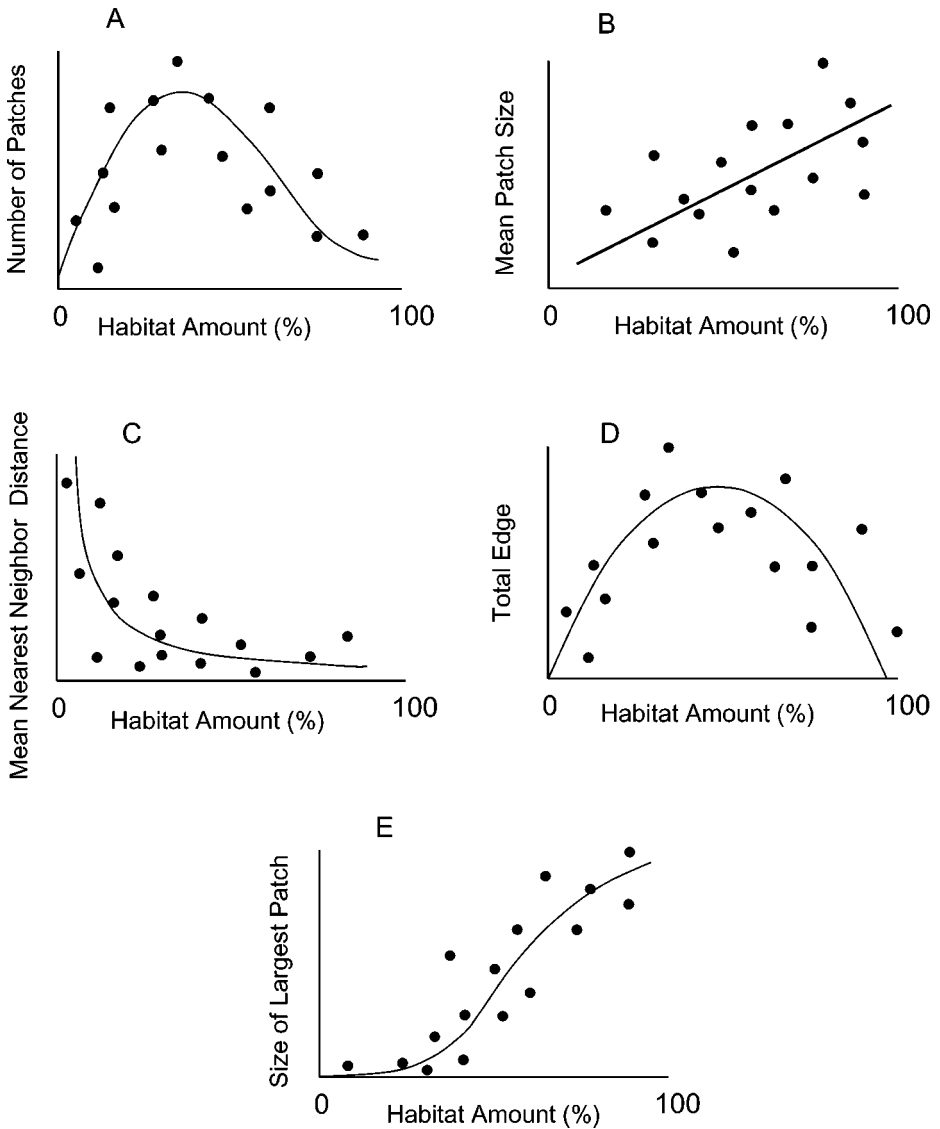 A
Number of Patches
0
100
Habitat Amount (%)
B
Mean Patch Size
0
100
Habitat Amount (%)
C
Mean Nearest Neighbor Distance
0
100
Habitat Amount (%)
D
Total Edge
0
100
Habitat Amount (%)
E
Size of Largest Patch
0
100
Habitat Amount (%)